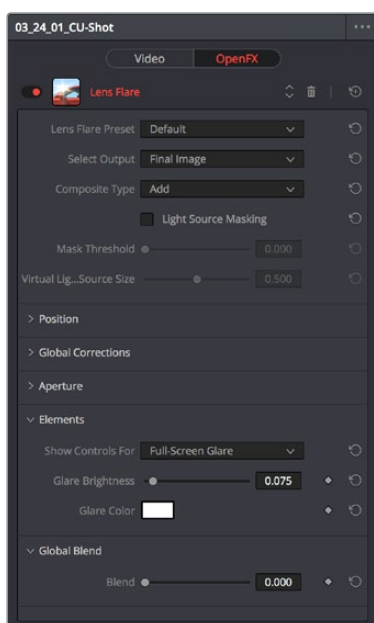 03_24_01_CU-Shot
Video OpenFX
Lens Flare
Lens Flare Preset Default
Select Output Final Image
Composite Type Add
Light Source Masking
Mask Threshold 0.000
Virtual Lig...Source Size 0.500
> Position
> Global Corrections
> Aperture
Elements
Show Controls For Full-Screen Glare
Glare Brightness 0.075
Glare Color
Global Blend
Blend 0.000